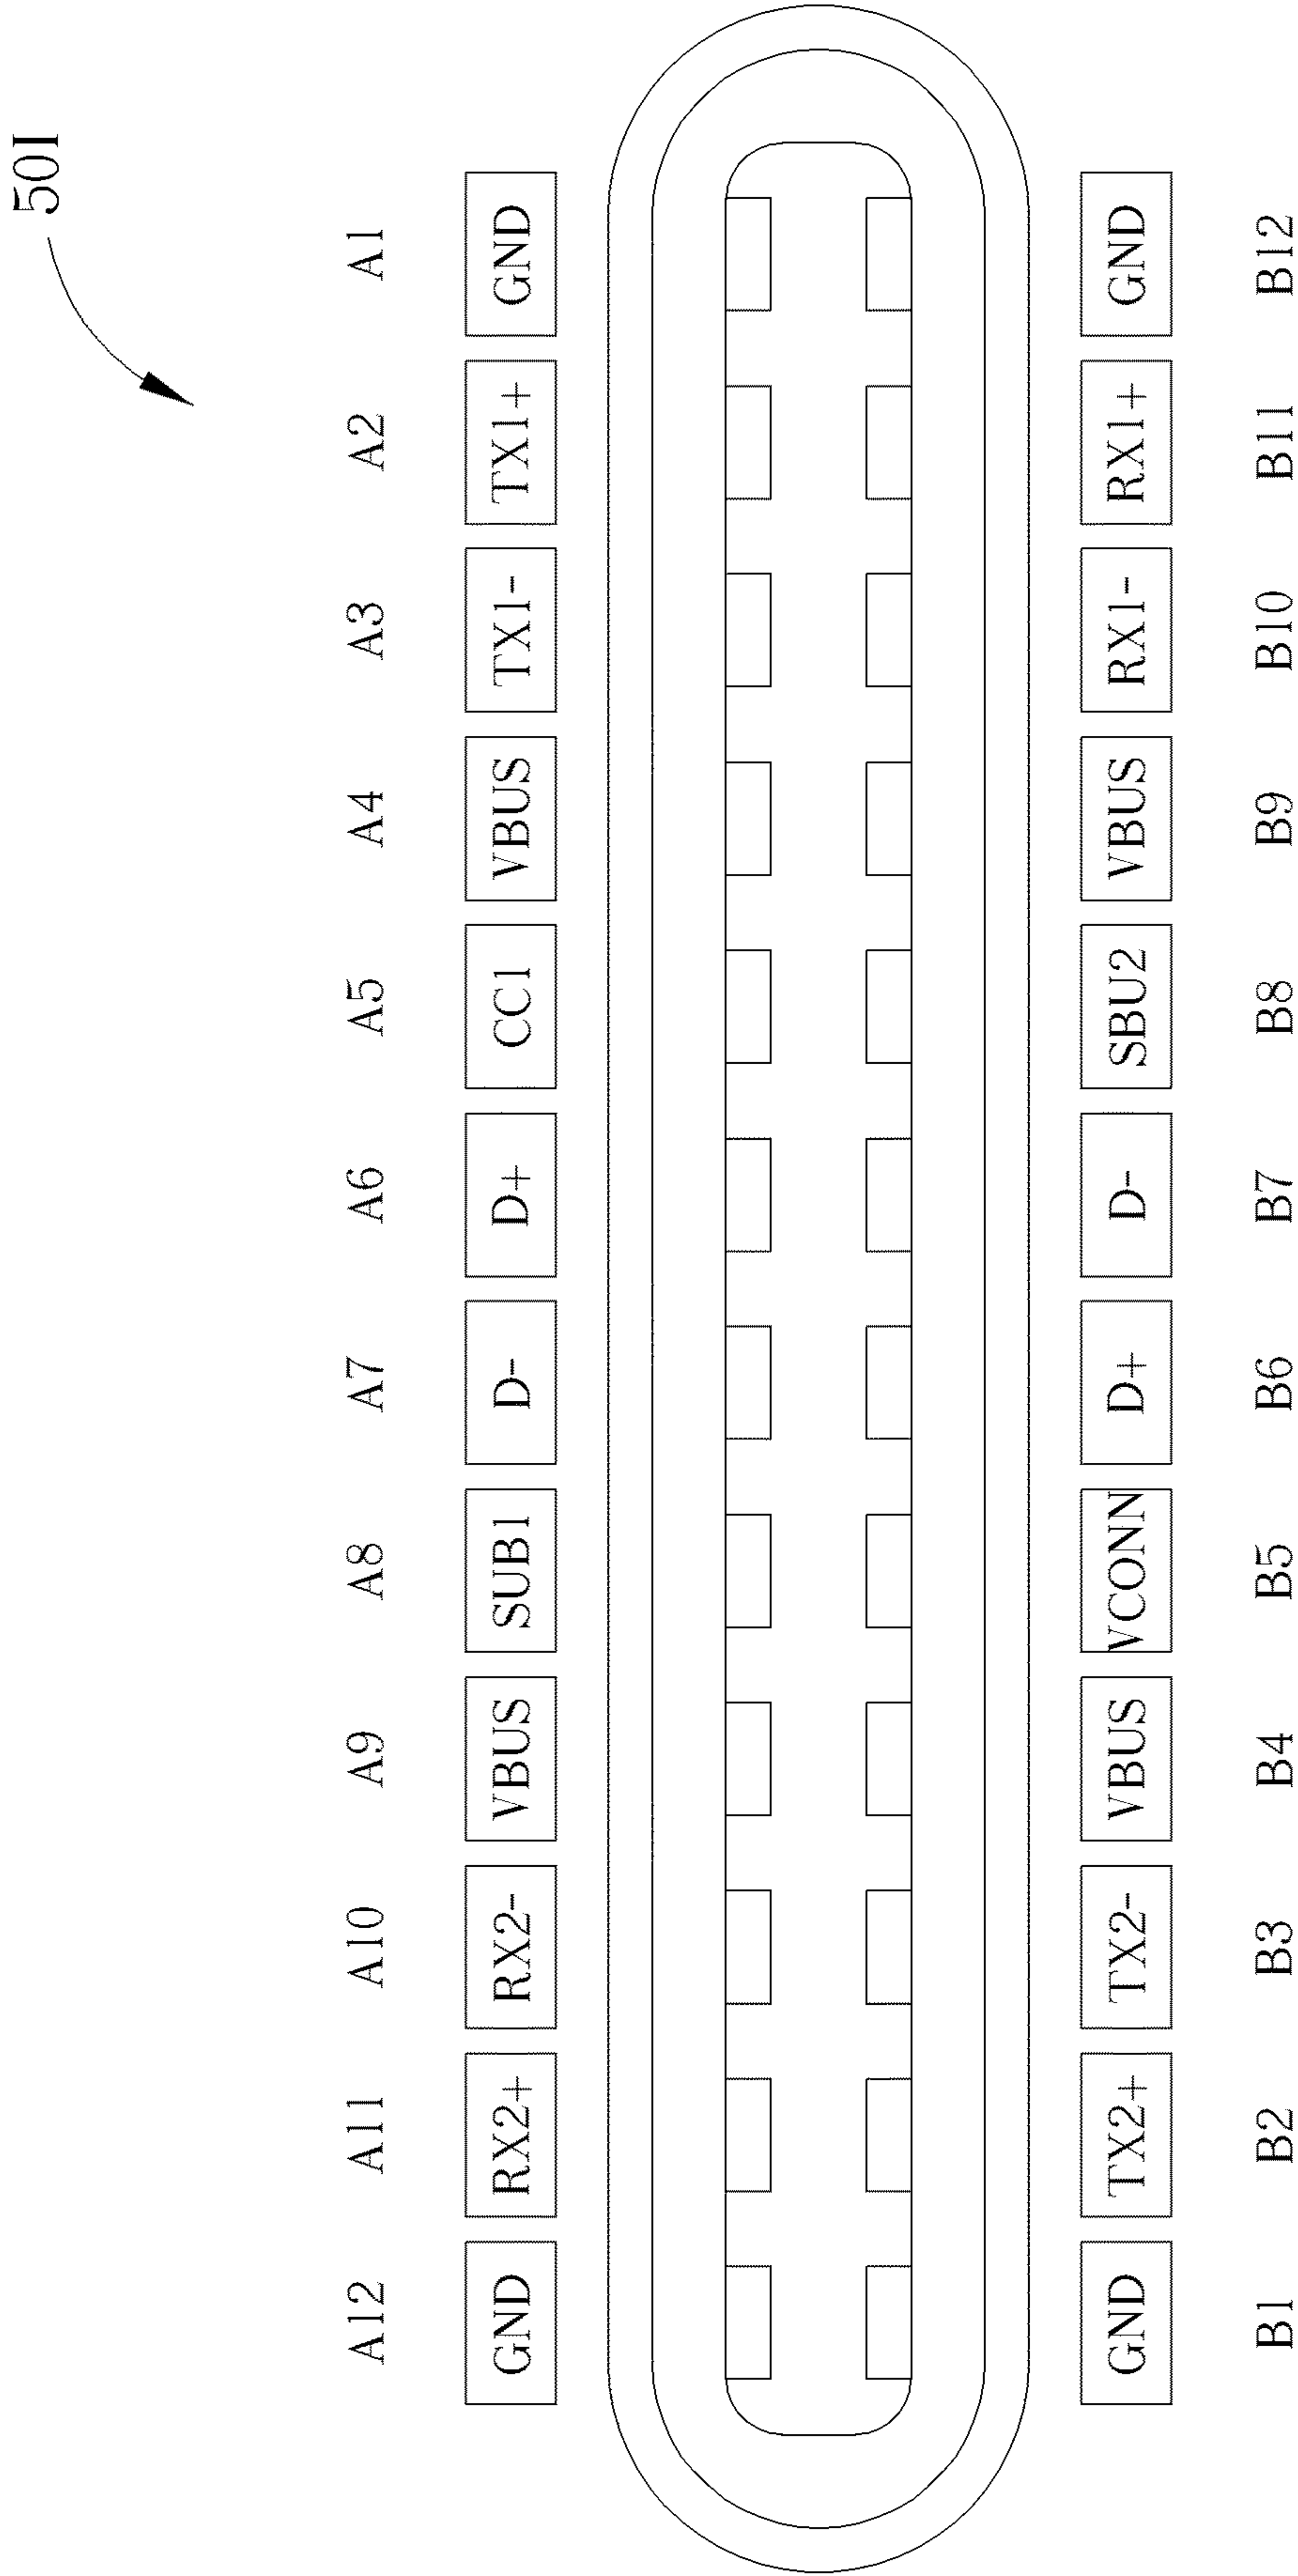 50I
A12 A11 A10 A9 A8 A7 A6 A5 A4 A3 A2 A1
GND RX2+ RX2- VBUS SUB1 D- D+ CC1 VBUS TX1- TX1+ GND
GND TX2+ TX2- VBUS VCONN D+ D- SBU2 VBUS RX1- RX1+ GND
B1 B2 B3 B4 B5 B6 B7 B8 B9 B10 B11 B12